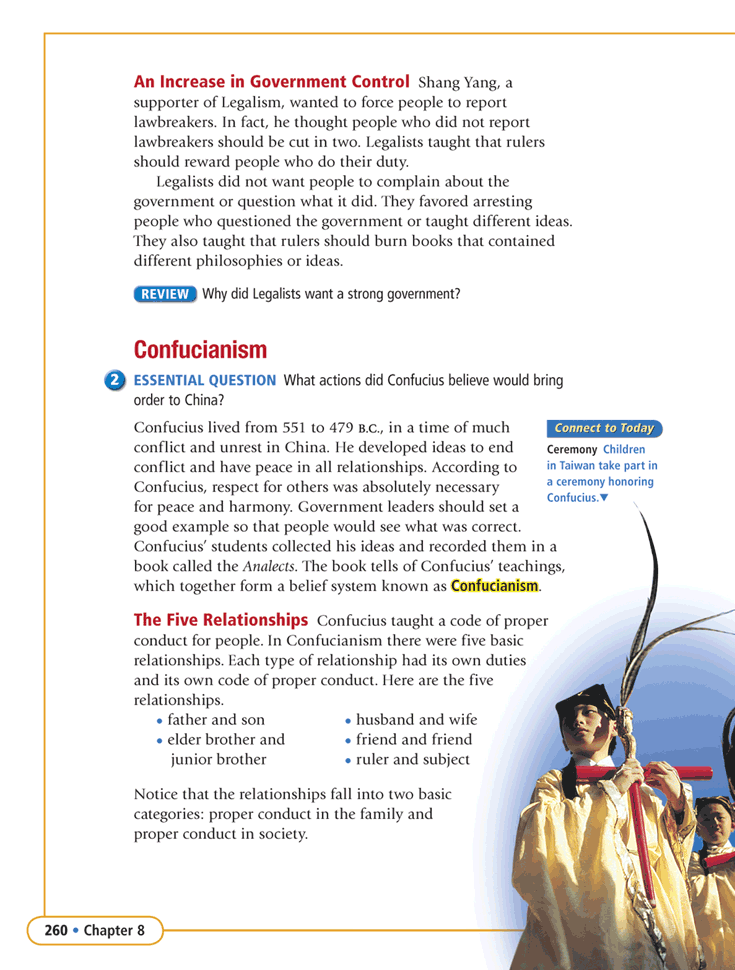 An Increase in Government Control Shang Yang, a
supporter of Legalism, wanted to force people to report
lawbreakers. In fact, he thought people who did not report
lawbreakers should be cut in two. Legalists taught that rulers
should reward people who do their duty.
Legalists did not want people to complain about the
government or question what it did. They favored arresting
people who questioned the government or taught different ideas.
They also taught that rulers should burn books that contained
different philosophies or ideas.
REVIEW Why did Legalists want a strong government?
Confucianism
2 ESSENTIAL QUESTION What actions did Confucius believe would bring
order to China?
Confucius lived from 551 to 479 B.C., in a time of much
conflict and unrest in China. He developed ideas to end
conflict and have peace in all relationships. According to
Confucius, respect for others was absolutely necessary
for peace and harmony. Government leaders should set a
good example so that people would see what was correct.
Confucius' students collected his ideas and recorded them in a
book called the Analects. The book tells of Confucius' teachings,
which together form a belief system known as Confucianism.
Connect to Today
Ceremony Children
in Taiwan take part in
a ceremony honoring
Confucius.▼
The Five Relationships Confucius taught a code of proper
conduct for people. In Confucianism there were five basic
relationships. Each type of relationship had its own duties
and its own code of proper conduct. Here are the five
relationships.
• father and son
• elder brother and
junior brother
• husband and wife
• friend and friend
• ruler and subject
Notice that the relationships fall into two basic
categories: proper conduct in the family and
proper conduct in society.
260 • Chapter 8